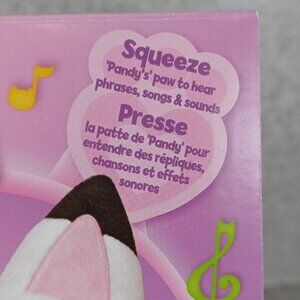 Squeeze
'Pandy's' paw to hear
phrases, songs & sounds
Presse
la patte de 'Pandy' pour
entendre des répliques,
chansons et effets
sonores